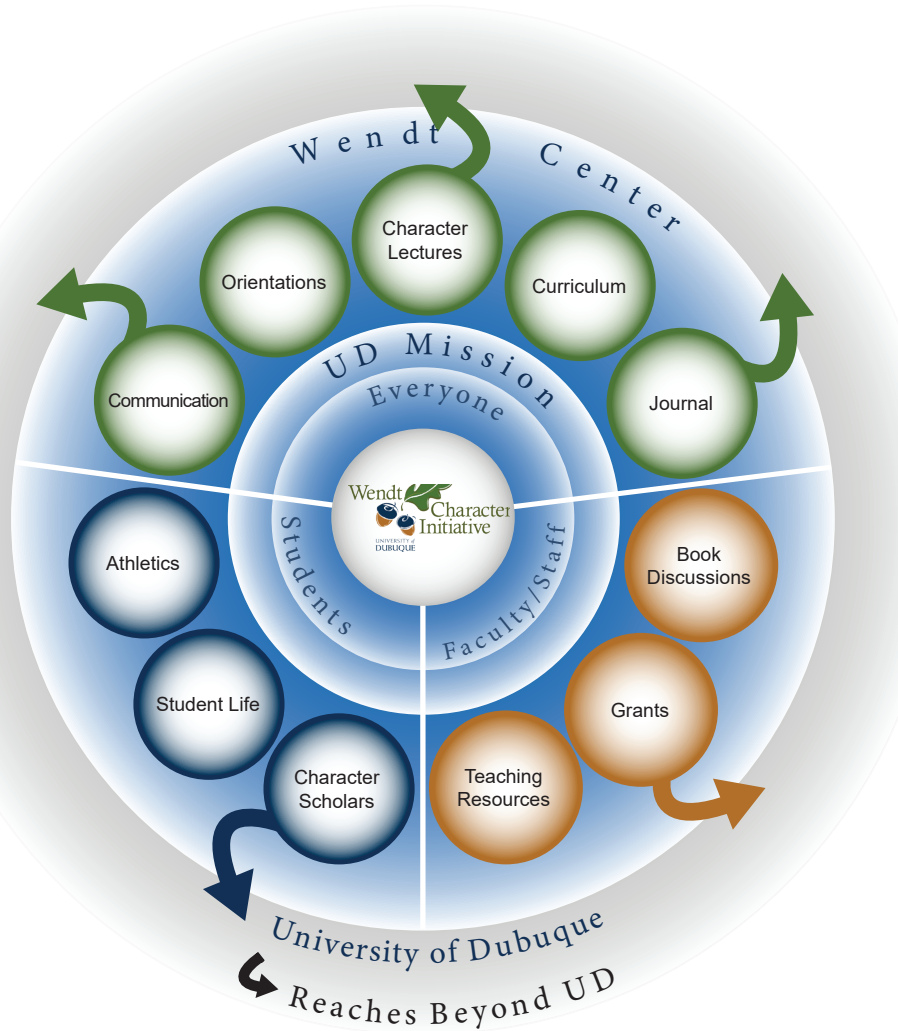 Wendt Center
Character
Lectures
Orientations
Curriculum
Communication
Journal
UD Mission
Everyone
Wendt
Character
Initiative
UNIVERSITY of
DUBUQUE
Students
Faculty/Staff
Athletics
Book
Discussions
Student Life
Grants
Character
Scholars
Teaching
Resources
University of Dubuque
Reaches Beyond UD